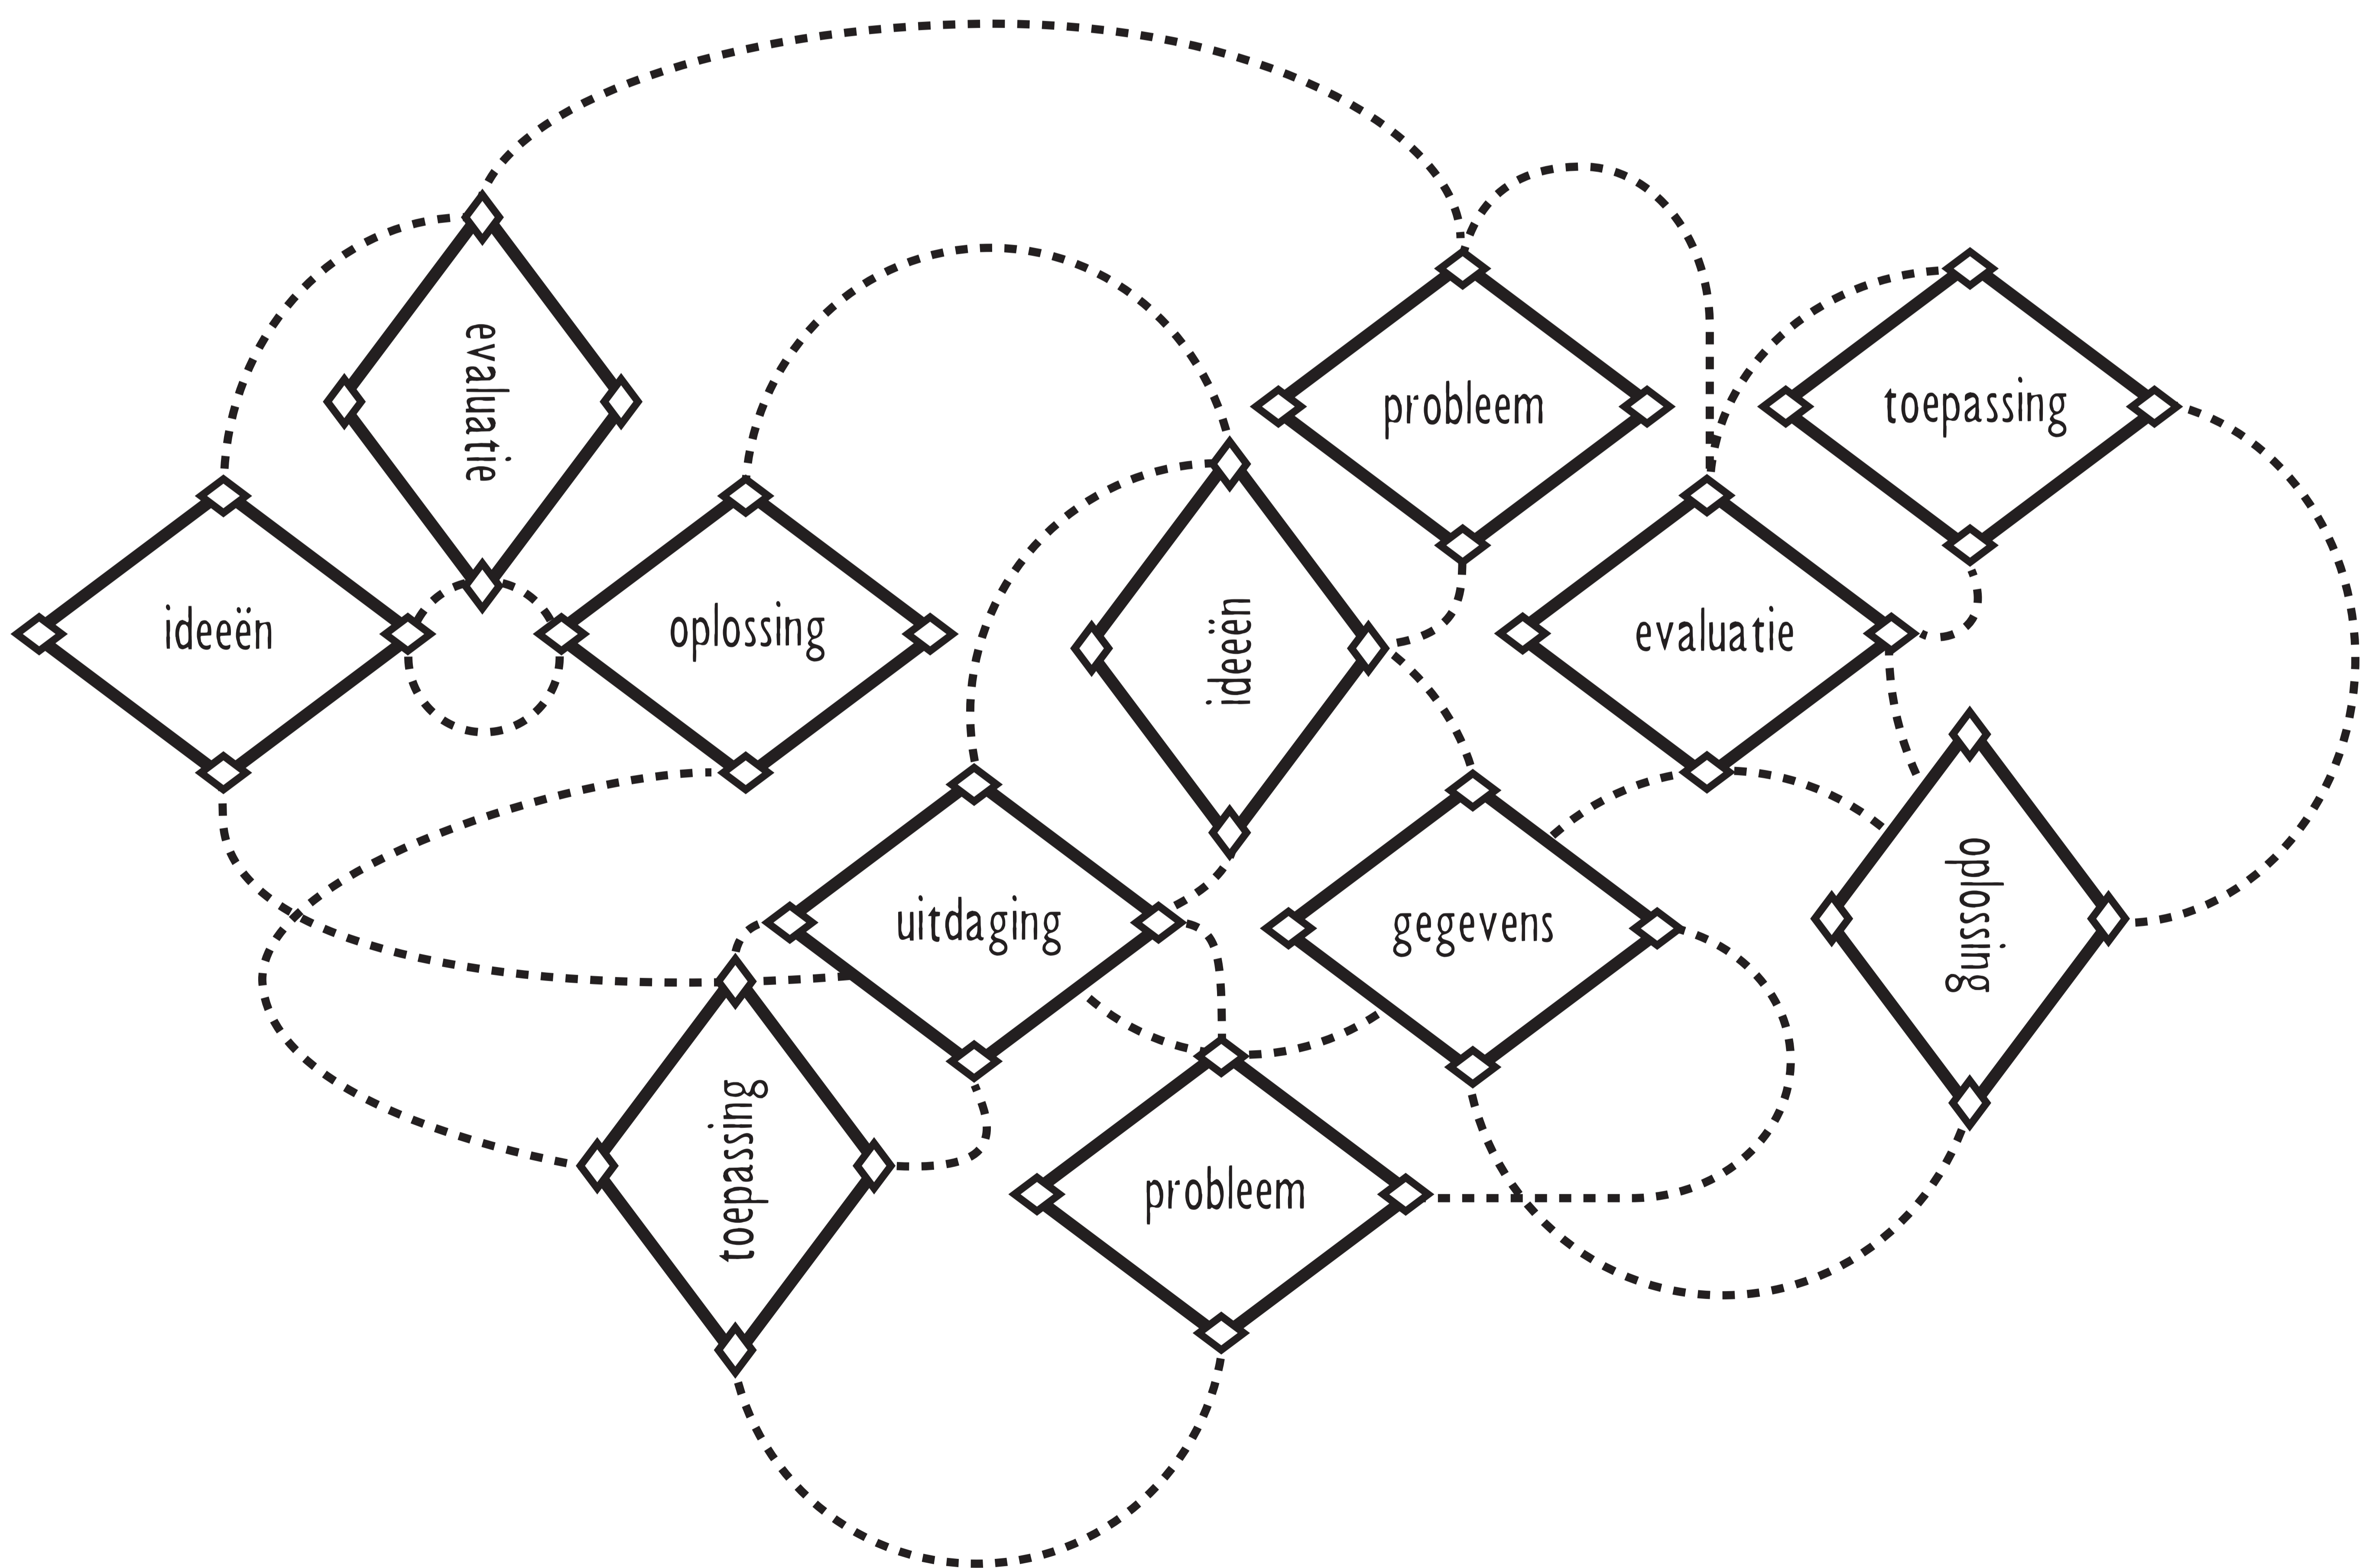 evaluatie
probleem
toepassing
ideeën
oplossing
ideeën
evaluatie
uitdaging
gegevens
oplossing
toepassing
probleem